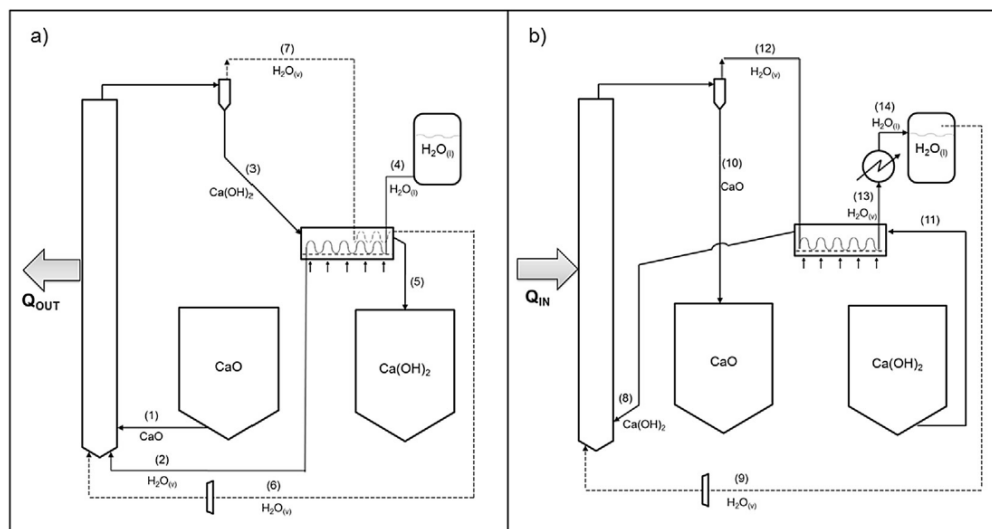 a)
(7)
H₂O₍ᵥ₎
(3)
Ca(OH)₂
(4)
H₂O₍ₗ₎
H₂O₍ₗ₎
(5)
Q_OUT
CaO
Ca(OH)₂
(1)
CaO
(2)
H₂O₍ᵥ₎
(6)
H₂O₍ᵥ₎
b)
(12)
H₂O₍ᵥ₎
(14)
H₂O₍ₗ₎
H₂O₍ₗ₎
(10)
CaO
(13)
H₂O₍ᵥ₎
(11)
Q_IN
CaO
Ca(OH)₂
(8)
Ca(OH)₂
(9)
H₂O₍ᵥ₎